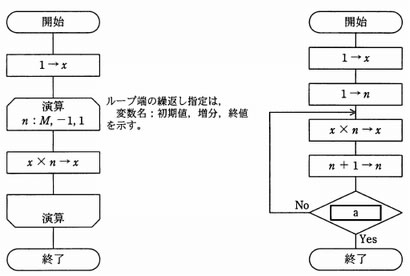 開始
1→x
演算
n：M，−1，1
ループ端の繰返し指定は，
変数名：初期値，増分，終値
を示す。
x×n→x
演算
終了
開始
1→x
1→n
x×n→x
n＋1→n
No
a
Yes
終了